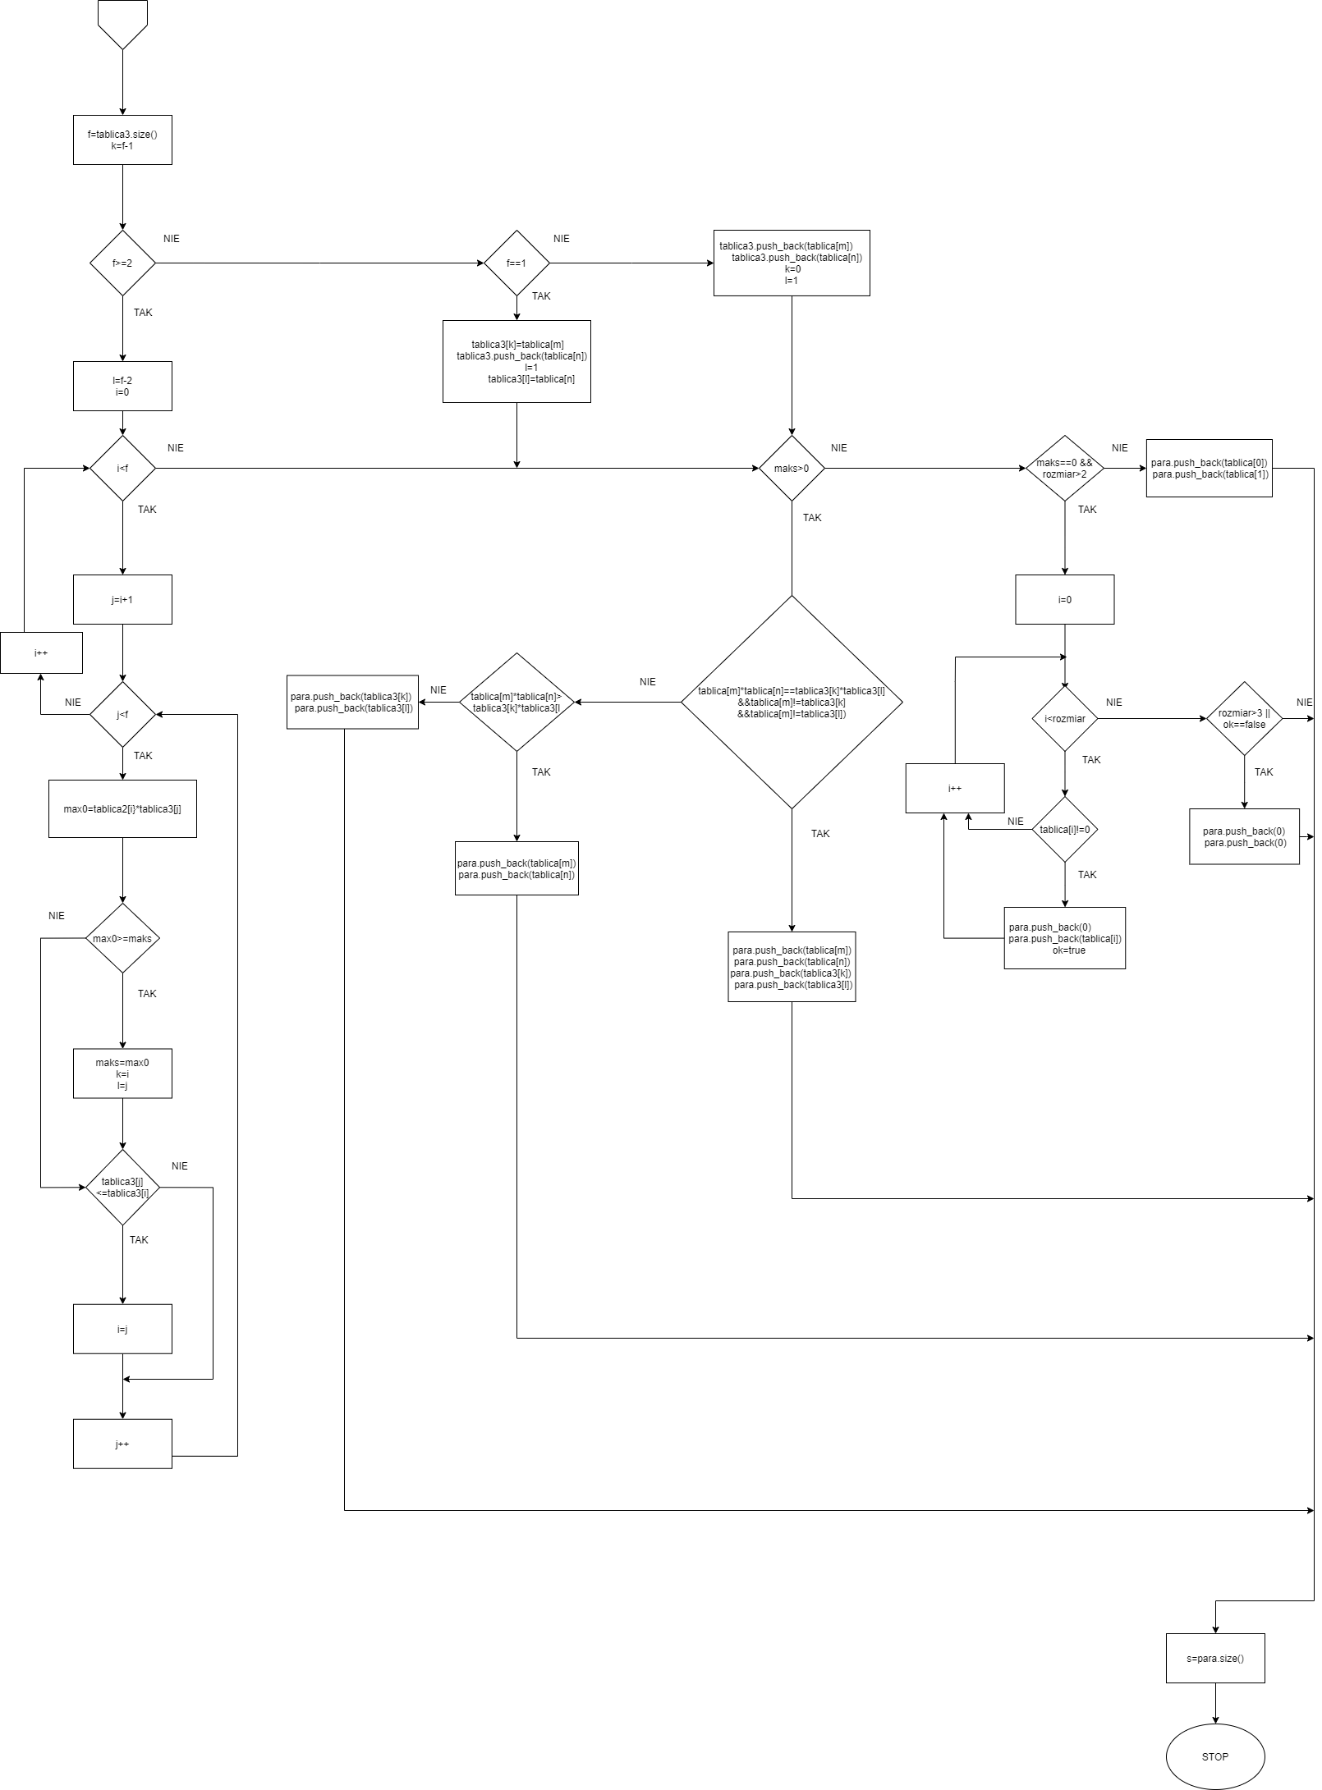 f=tablica3.size()
k=f-1
f>=2
NIE
TAK
f==1
NIE
TAK
tablica3.push_back(tablica[m])
tablica3.push_back(tablica[n])
k=0
l=1
tablica3[k]=tablica[m]
tablica3.push_back(tablica[n])
l=1
tablica3[l]=tablica[n]
l=f-2
i=0
i<f
NIE
TAK
maks>0
NIE
TAK
maks==0 &&
rozmiar>2
NIE
TAK
para.push_back(tablica[0])
para.push_back(tablica[1])
j=i+1
i++
j<f
NIE
TAK
max0=tablica2[i}*tablica3[j]
max0>=maks
NIE
TAK
maks=max0
k=i
l=j
tablica3[j]
<=tablica3[i]
NIE
TAK
i=j
j++
tablica[m]*tablica[n]==tablica3[k]*tablica3[l]
&&tablica[m]!=tablica3[k]
&&tablica[m]!=tablica3[l])
NIE
TAK
tablica[m]*tablica[n]>
tablica3[k]*tablica3[l
NIE
TAK
para.push_back(tablica3[k])
para.push_back(tablica3[l])
para.push_back(tablica[m])
para.push_back(tablica[n])
para.push_back(tablica[m])
para.push_back(tablica[n])
para.push_back(tablica3[k])
para.push_back(tablica3[l])
i=0
i<rozmiar
NIE
TAK
rozmiar>3 ||
ok==false
NIE
TAK
i++
tablica[i]!=0
NIE
TAK
para.push_back(0)
para.push_back(0)
para.push_back(0)
para.push_back(tablica[i])
ok=true
s=para.size()
STOP